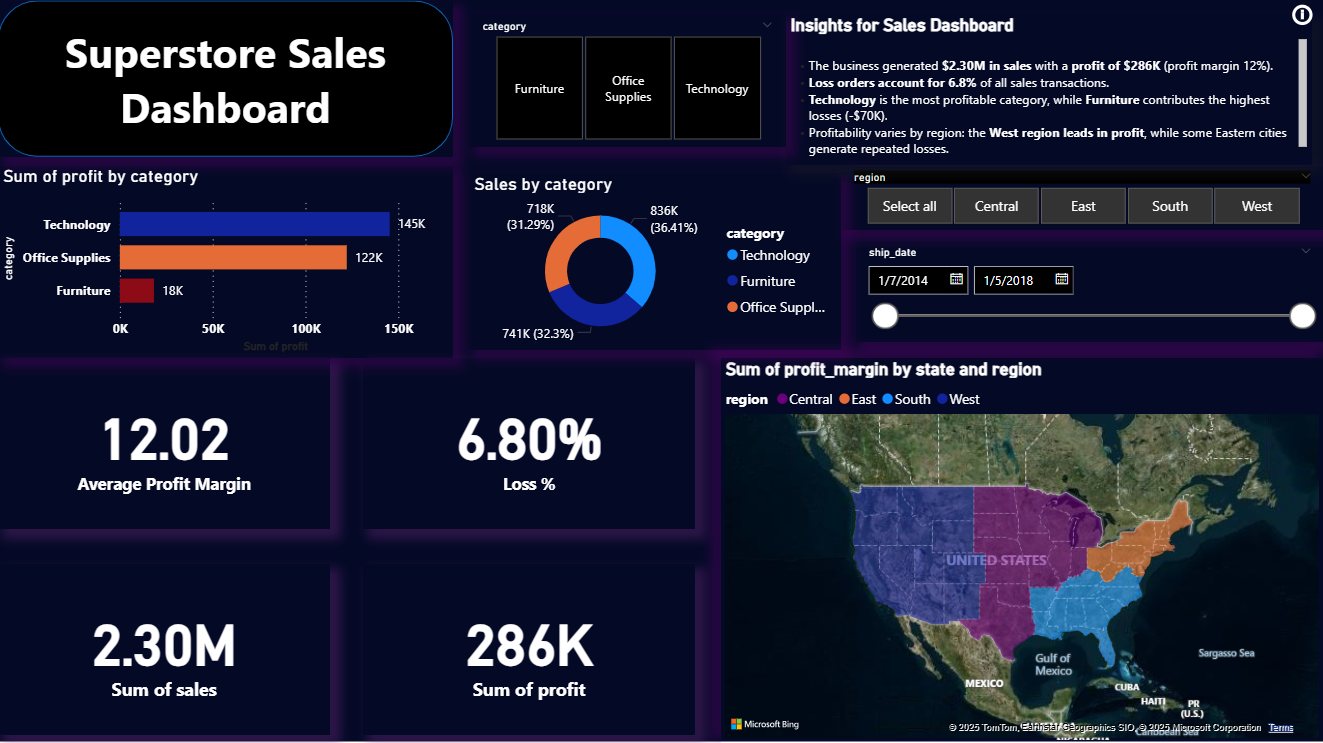 Superstore Sales
Dashboard
category
Furniture
Office
Supplies
Technology
Insights for Sales Dashboard
The business generated $2.30M in sales with a profit of $286K (profit margin 12%).
Loss orders account for 6.8% of all sales transactions.
Technology is the most profitable category, while Furniture contributes the highest
losses (-$70K).
Profitability varies by region: the West region leads in profit, while some Eastern cities
generate repeated losses.
Sum of profit by category
category
Technology
145K
Office Supplies
122K
Furniture
18K
0K 50K 100K 150K
Sum of profit
Sales by category
718K
(31.29%)
836K
(36.41%)
741K (32.3%)
category
Technology
Furniture
Office Suppl...
region
Select all
Central
East
South
West
ship_date
1/7/2014
1/5/2018
12.02
Average Profit Margin
6.80%
Loss %
2.30M
Sum of sales
286K
Sum of profit
Sum of profit_margin by state and region
region Central East South West
UNITED STATES
Gulf of
Mexico
MEXICO
Sargasso Sea
CUBA
HAITI
PR
(U.S.)
Caribbean Sea
NICARAGUA
Microsoft Bing
© 2025 TomTom, Earthstar Geographics SIO, © 2025 Microsoft Corporation Terms